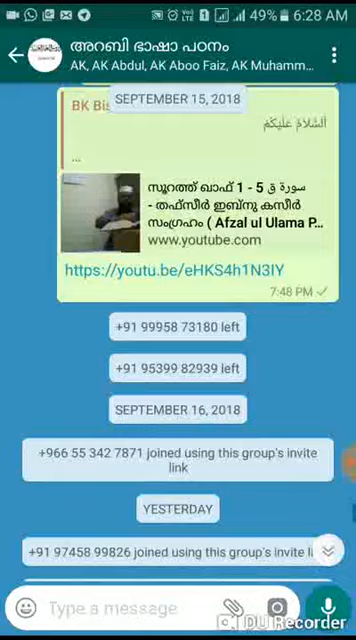 49% 6:28 AM
അറബി ഭാഷാ പഠനം
AK, AK Abdul, AK Aboo Faiz, AK Muhamm...
SEPTEMBER 15, 2018
BK Bis
اَلسَّلَامُ عَلَيْكُمْ
...
സൂറത്ത് ഖാഫ് 1 - 5 سورة ق
- തഫ്സീർ ഇബ്നു കസീർ
സംഗ്രഹം ( Afzal ul Ulama P...
www.youtube.com
https://youtu.be/eHKS4h1N3IY
7:48 PM
+91 99958 73180 left
+91 95399 82939 left
SEPTEMBER 16, 2018
+966 55 342 7871 joined using this group's invite
link
YESTERDAY
+91 97458 99826 joined using this group's invite
Type a message
DU Recorder